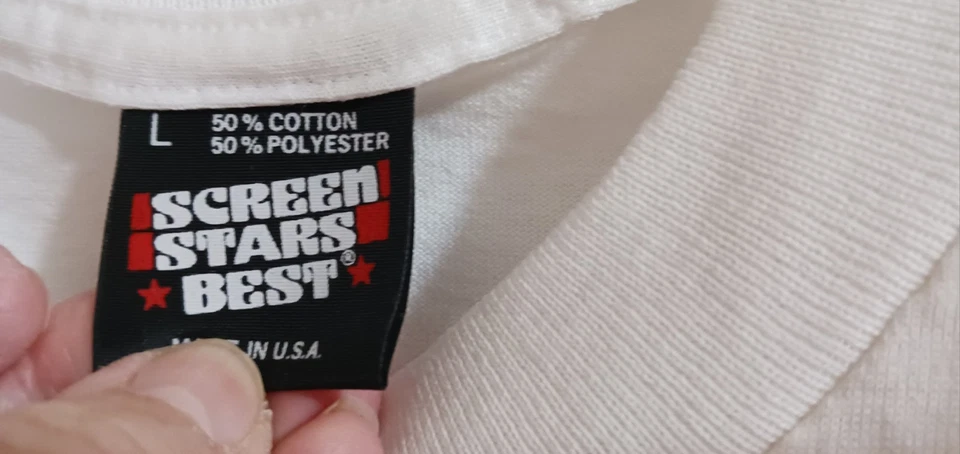 L
50% COTTON
50% POLYESTER
SCREEN
STARS
BEST®
IN U.S.A.